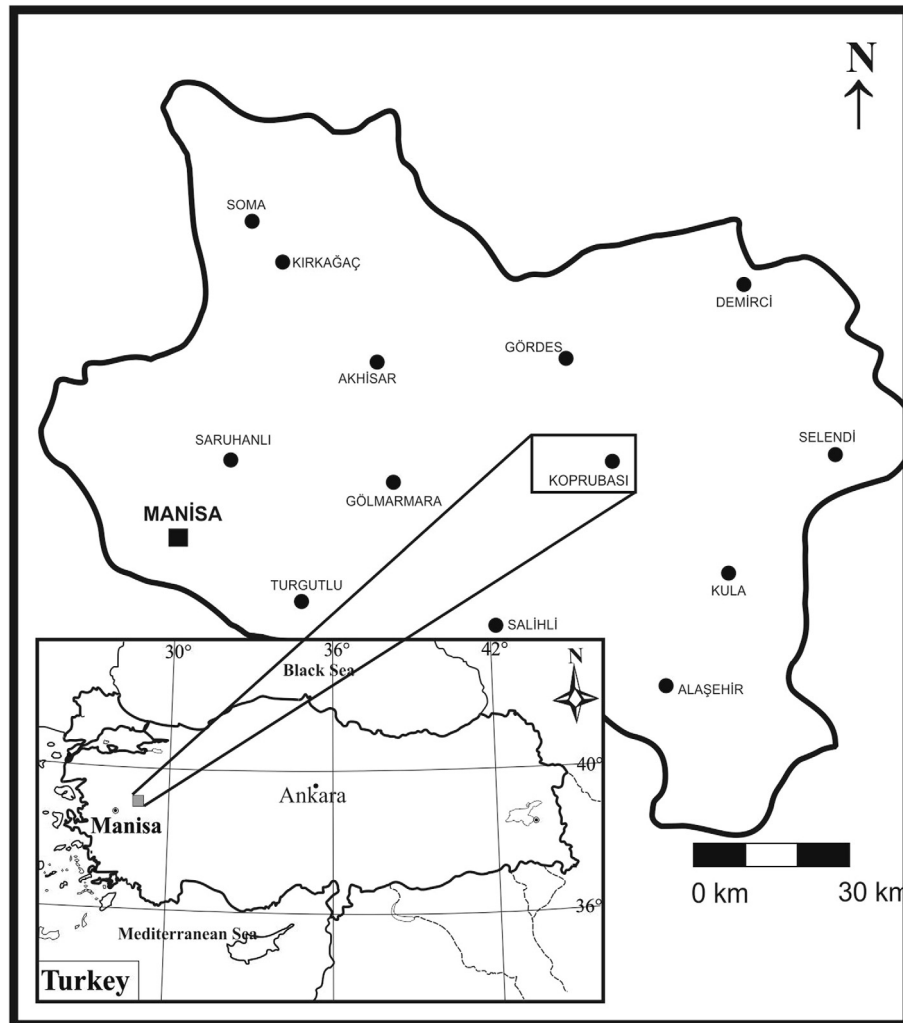 N
SOMA
KIRKAĞAÇ
DEMİRCİ
GÖRDES
AKHİSAR
SARUHANLI
SELENDİ
KOPRUBASI
GÖLMARMARA
MANİSA
KULA
TURGUTLU
SALİHLİ
ALAŞEHİR
30°
36°
42°
N
Black Sea
40°
Ankara
Manisa
36°
Mediterranean Sea
Turkey
0 km
30 km